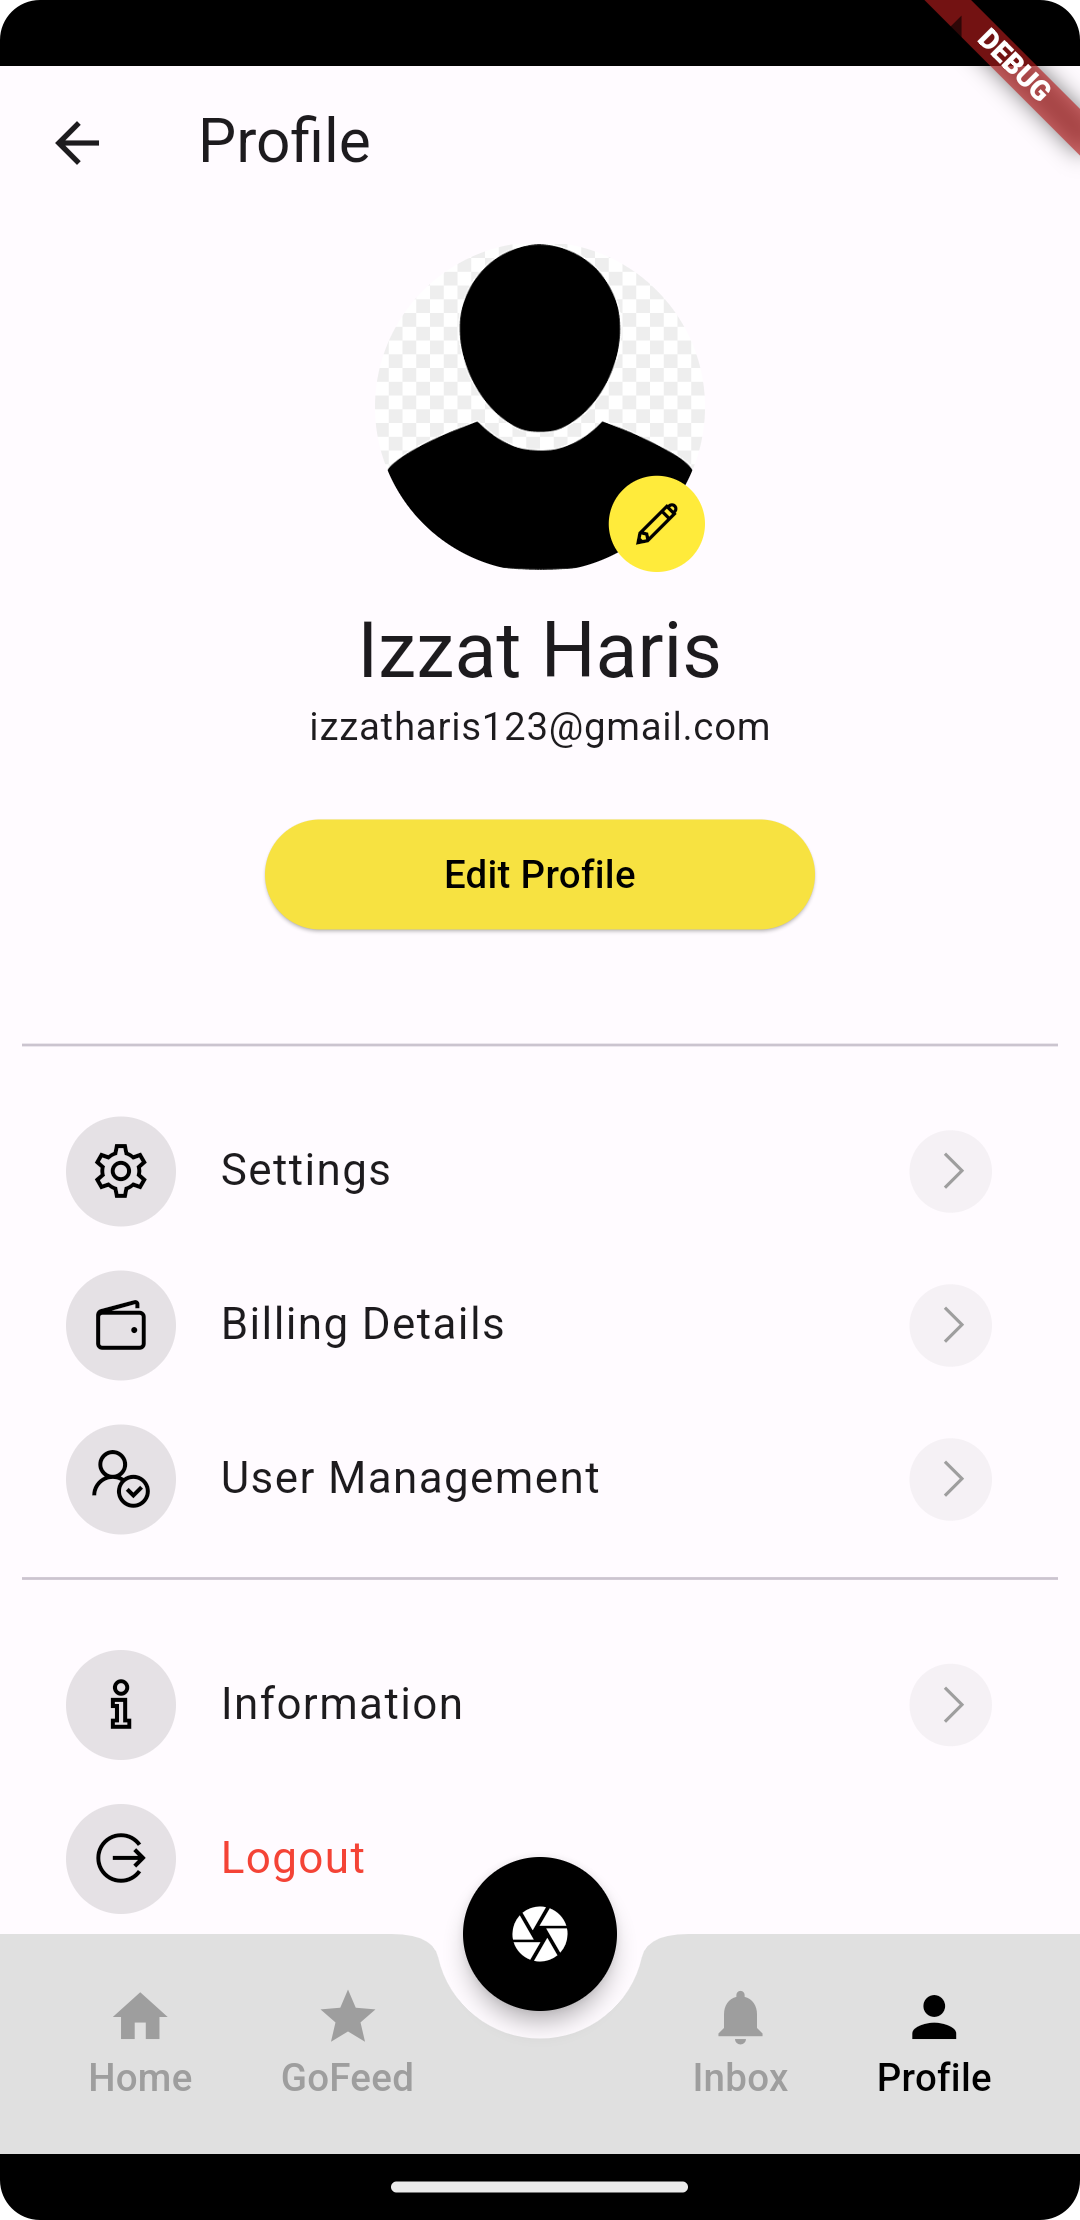 DEBUG
Profile
Izzat Haris
izzatharis123@gmail.com
Edit Profile
Settings
Billing Details
User Management
Information
Logout
Home GoFeed Inbox Profile